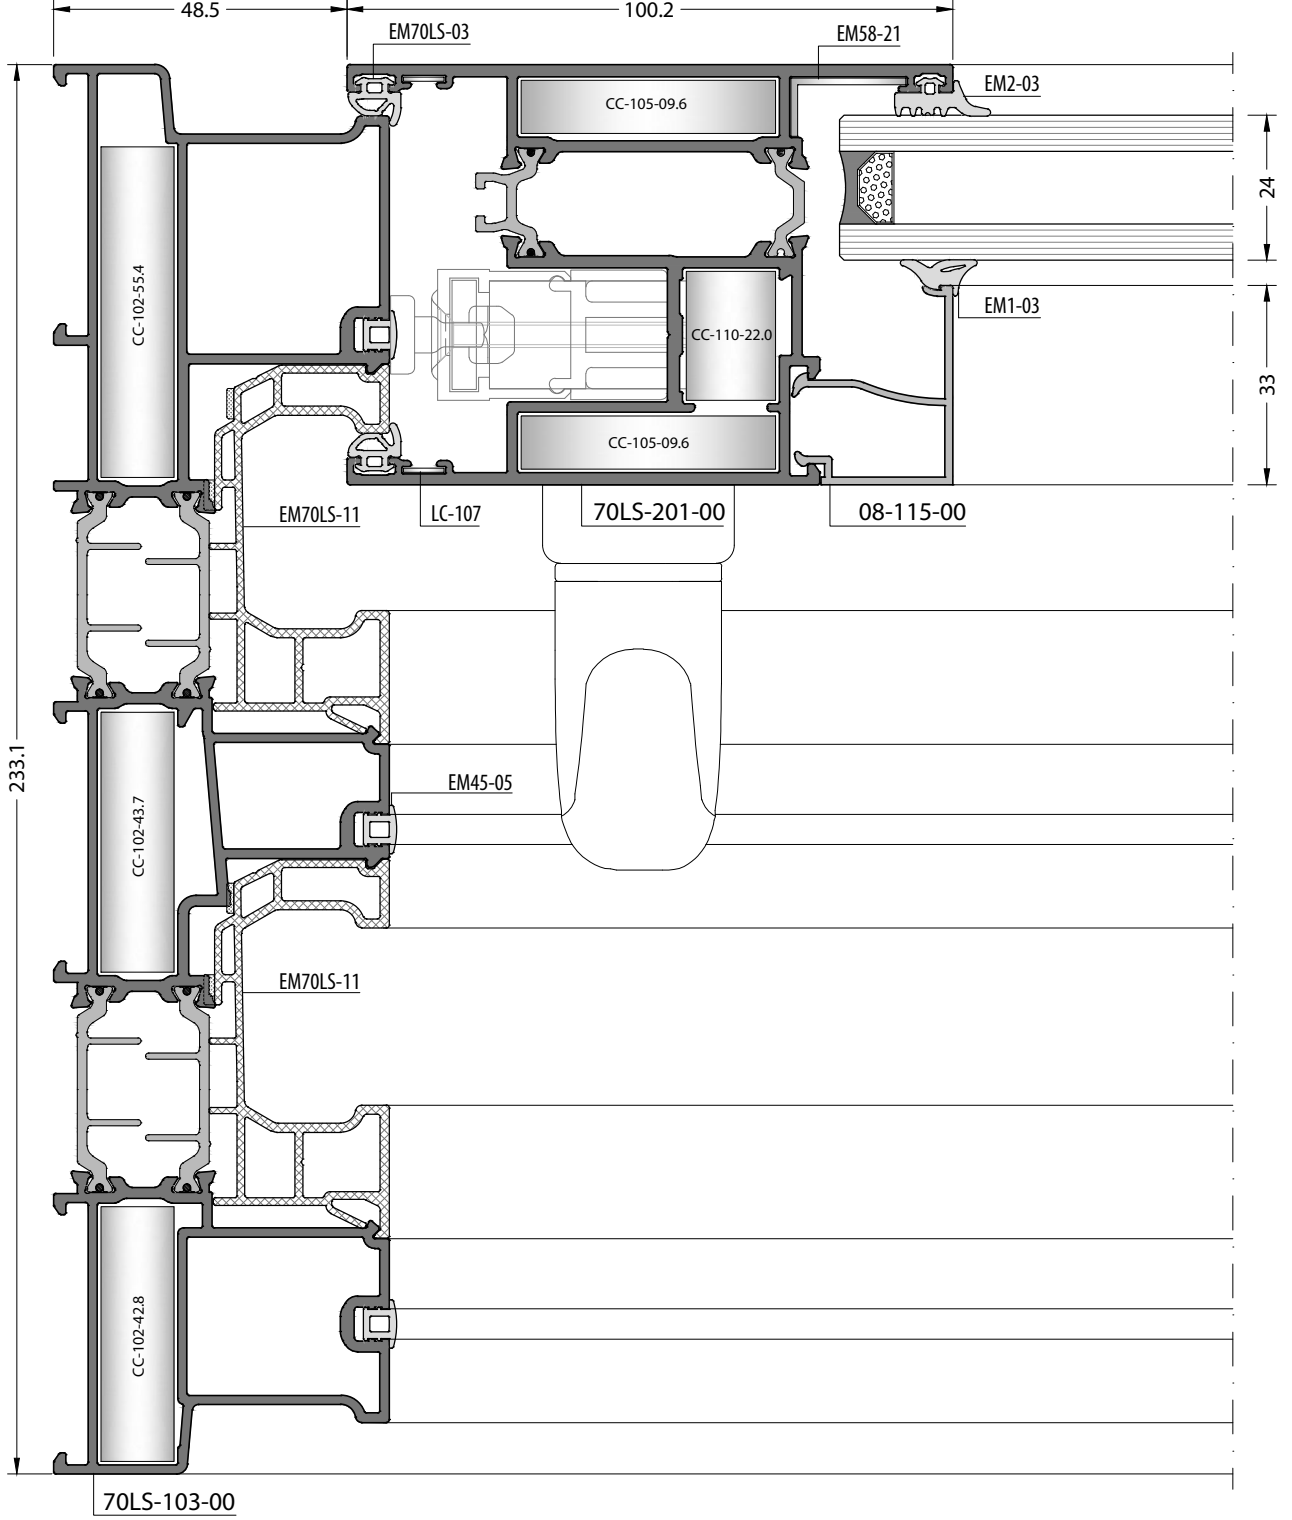 48.5
100.2
EM70LS-03
EM58-21
CC-105-09.6
EM2-03
24
CC-102-55.4
CC-110-22.0
EM1-03
33
CC-105-09.6
EM70LS-11
LC-107
70LS-201-00
08-115-00
233.1
EM45-05
CC-102-43.7
EM70LS-11
CC-102-42.8
70LS-103-00